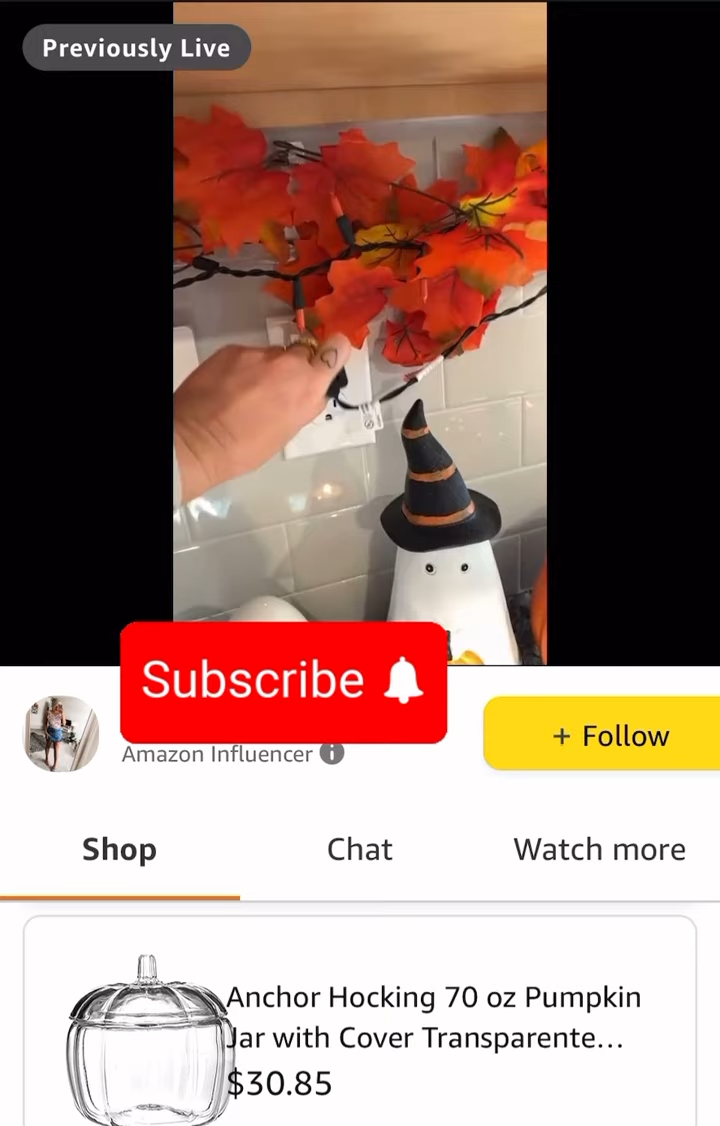 Previously Live
Subscribe
Amazon Influencer
+ Follow
Shop
Chat
Watch more
Anchor Hocking 70 oz Pumpkin
Jar with Cover Transparente...
$30.85